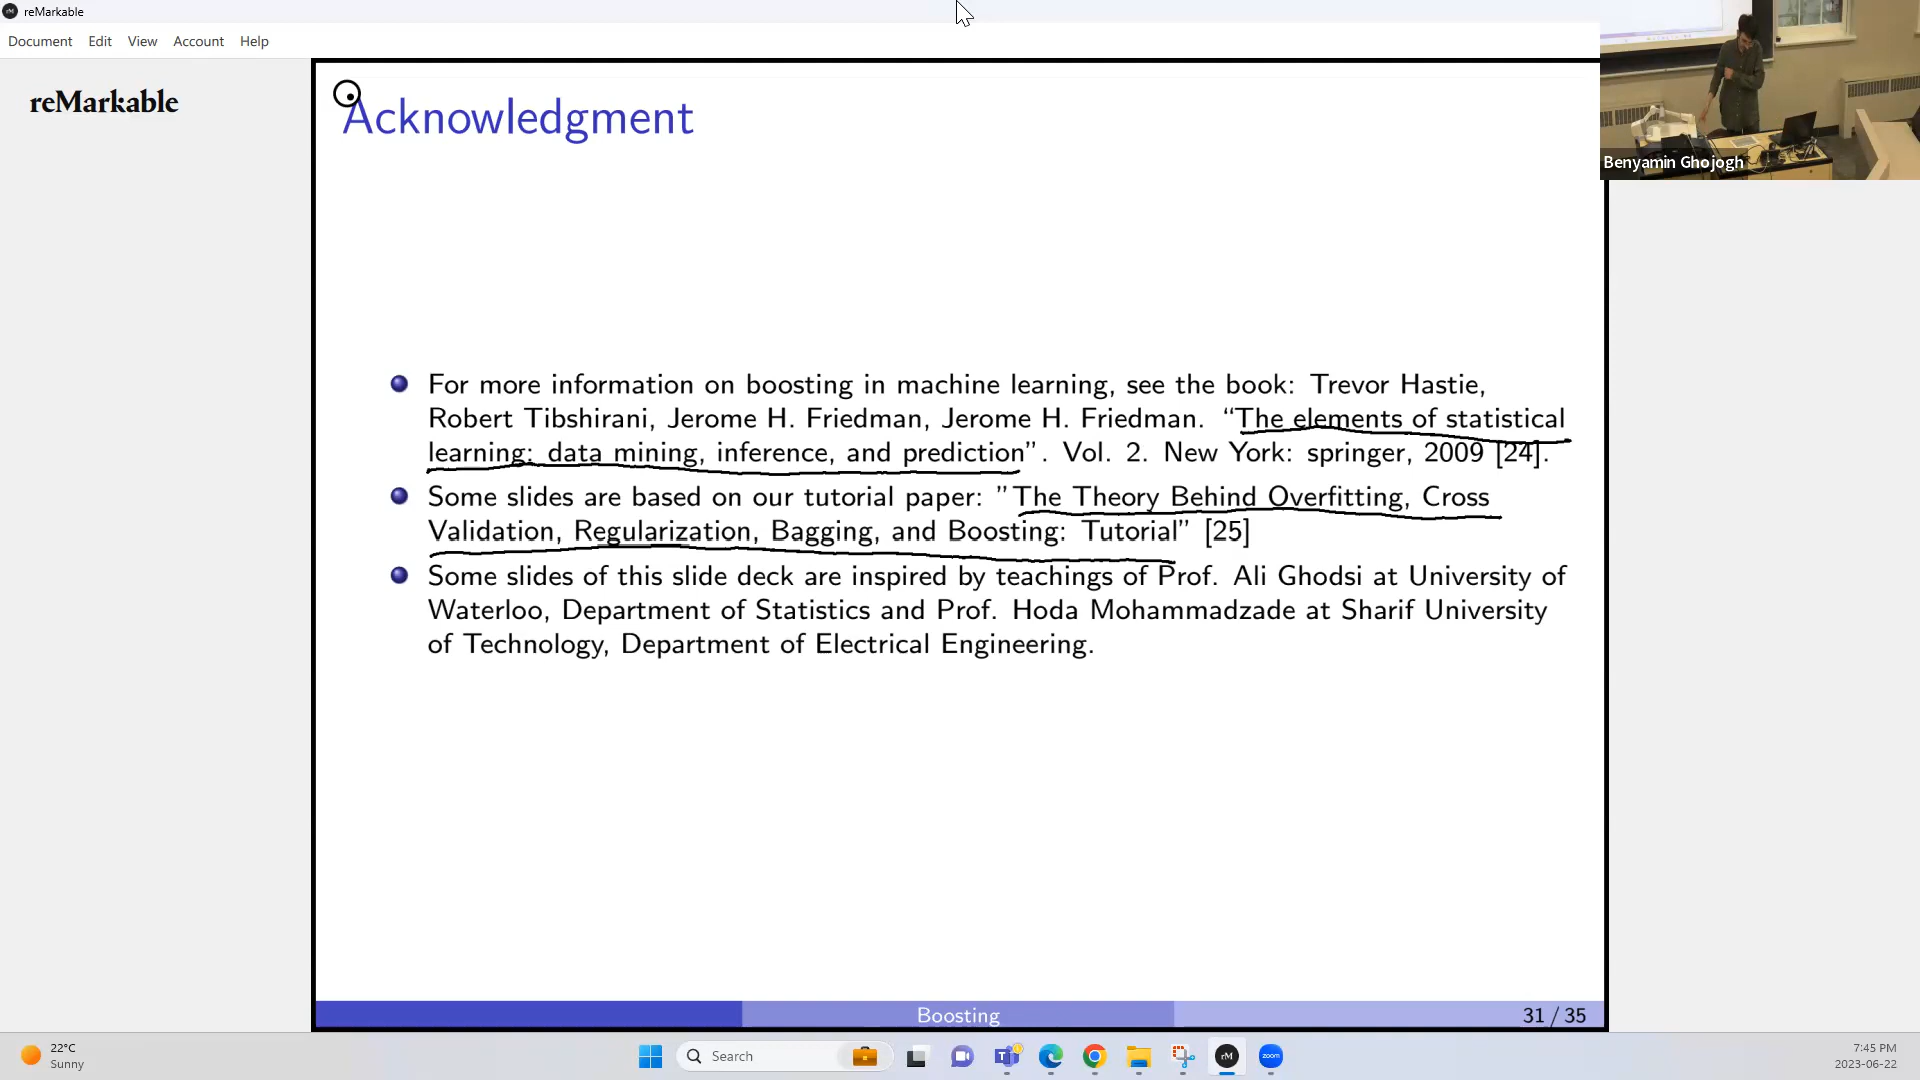 reMarkable
Document Edit View Account Help
reMarkable
Acknowledgment
Benyamin Ghojogh
For more information on boosting in machine learning, see the book: Trevor Hastie,
Robert Tibshirani, Jerome H. Friedman, Jerome H. Friedman. “The elements of statistical
learning: data mining, inference, and prediction”. Vol. 2. New York: springer, 2009 [24].
Some slides are based on our tutorial paper: ”The Theory Behind Overfitting, Cross
Validation, Regularization, Bagging, and Boosting: Tutorial” [25]
Some slides of this slide deck are inspired by teachings of Prof. Ali Ghodsi at University of
Waterloo, Department of Statistics and Prof. Hoda Mohammadzade at Sharif University
of Technology, Department of Electrical Engineering.
Boosting
31 / 35
22°C
Sunny
Search
rM
zoom
7:45 PM
2023-06-22